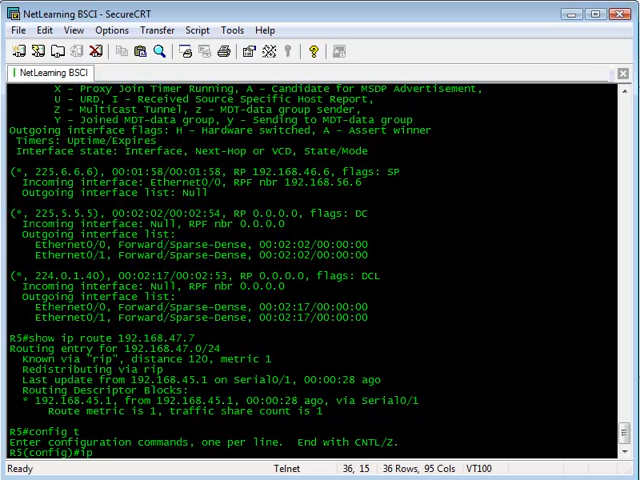 NetLearning BSCI - SecureCRT
File Edit View Options Transfer Script Tools Help
NetLearning BSCI
X - Proxy Join Timer Running, A - Candidate for MSDP Advertisement,
U - URD, I - Received Source Specific Host Report,
Z - Multicast Tunnel, z - MDT-data group sender,
Y - Joined MDT-data group, y - Sending to MDT-data group
Outgoing interface flags: H - Hardware switched, A - Assert winner
Timers: Uptime/Expires
Interface state: Interface, Next-Hop or VCD, State/Mode
(*, 225.6.6.6), 00:01:58/00:01:58, RP 192.168.46.6, flags: SP
Incoming interface: Ethernet0/0, RPF nbr 192.168.56.6
Outgoing interface list: Null
(*, 225.5.5.5), 00:02:02/00:02:54, RP 0.0.0.0, flags: DC
Incoming interface: Null, RPF nbr 0.0.0.0
Outgoing interface list:
Ethernet0/0, Forward/Sparse-Dense, 00:02:02/00:00:00
Ethernet0/1, Forward/Sparse-Dense, 00:02:02/00:00:00
(*, 224.0.1.40), 00:02:17/00:02:53, RP 0.0.0.0, flags: DCL
Incoming interface: Null, RPF nbr 0.0.0.0
Outgoing interface list:
Ethernet0/0, Forward/Sparse-Dense, 00:02:17/00:00:00
Ethernet0/1, Forward/Sparse-Dense, 00:02:17/00:00:00
R5#show ip route 192.168.47.7
Routing entry for 192.168.47.0/24
Known via "rip", distance 120, metric 1
Redistributing via rip
Last update from 192.168.45.1 on Serial0/1, 00:00:28 ago
Routing Descriptor Blocks:
* 192.168.45.1, from 192.168.45.1, 00:00:28 ago, via Serial0/1
Route metric is 1, traffic share count is 1
R5#config t
Enter configuration commands, one per line. End with CNTL/Z.
R5(config)#ip
Ready Telnet 36, 15 36 Rows, 95 Cols VT100